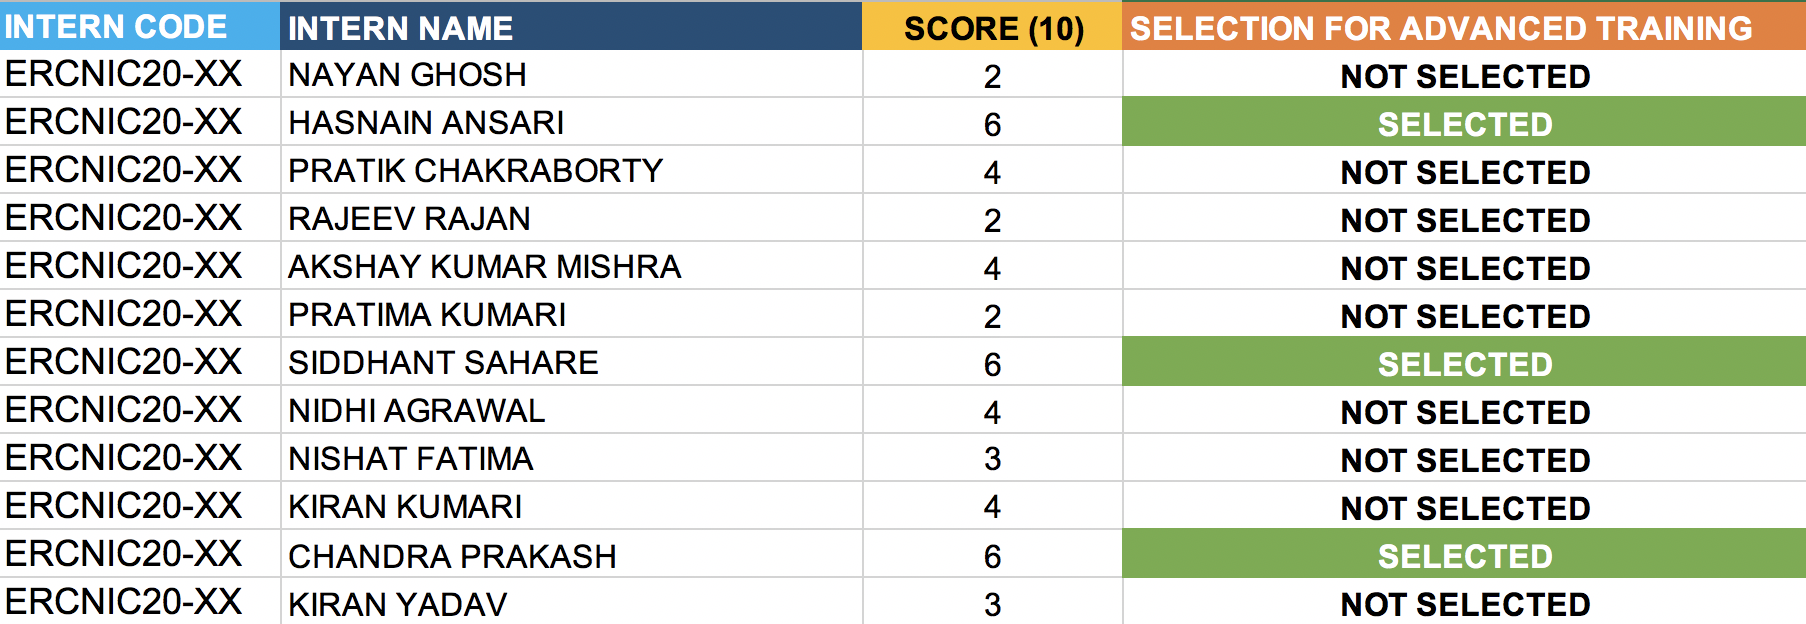 INTERN CODE INTERN NAME SCORE (10) SELECTION FOR ADVANCED TRAINING
ERCNIC20-XX NAYAN GHOSH 2 NOT SELECTED
ERCNIC20-XX HASNAIN ANSARI 6 SELECTED
ERCNIC20-XX PRATIK CHAKRABORTY 4 NOT SELECTED
ERCNIC20-XX RAJEEV RAJAN 2 NOT SELECTED
ERCNIC20-XX AKSHAY KUMAR MISHRA 4 NOT SELECTED
ERCNIC20-XX PRATIMA KUMARI 2 NOT SELECTED
ERCNIC20-XX SIDDHANT SAHARE 6 SELECTED
ERCNIC20-XX NIDHI AGRAWAL 4 NOT SELECTED
ERCNIC20-XX NISHAT FATIMA 3 NOT SELECTED
ERCNIC20-XX KIRAN KUMARI 4 NOT SELECTED
ERCNIC20-XX CHANDRA PRAKASH 6 SELECTED
ERCNIC20-XX KIRAN YADAV 3 NOT SELECTED